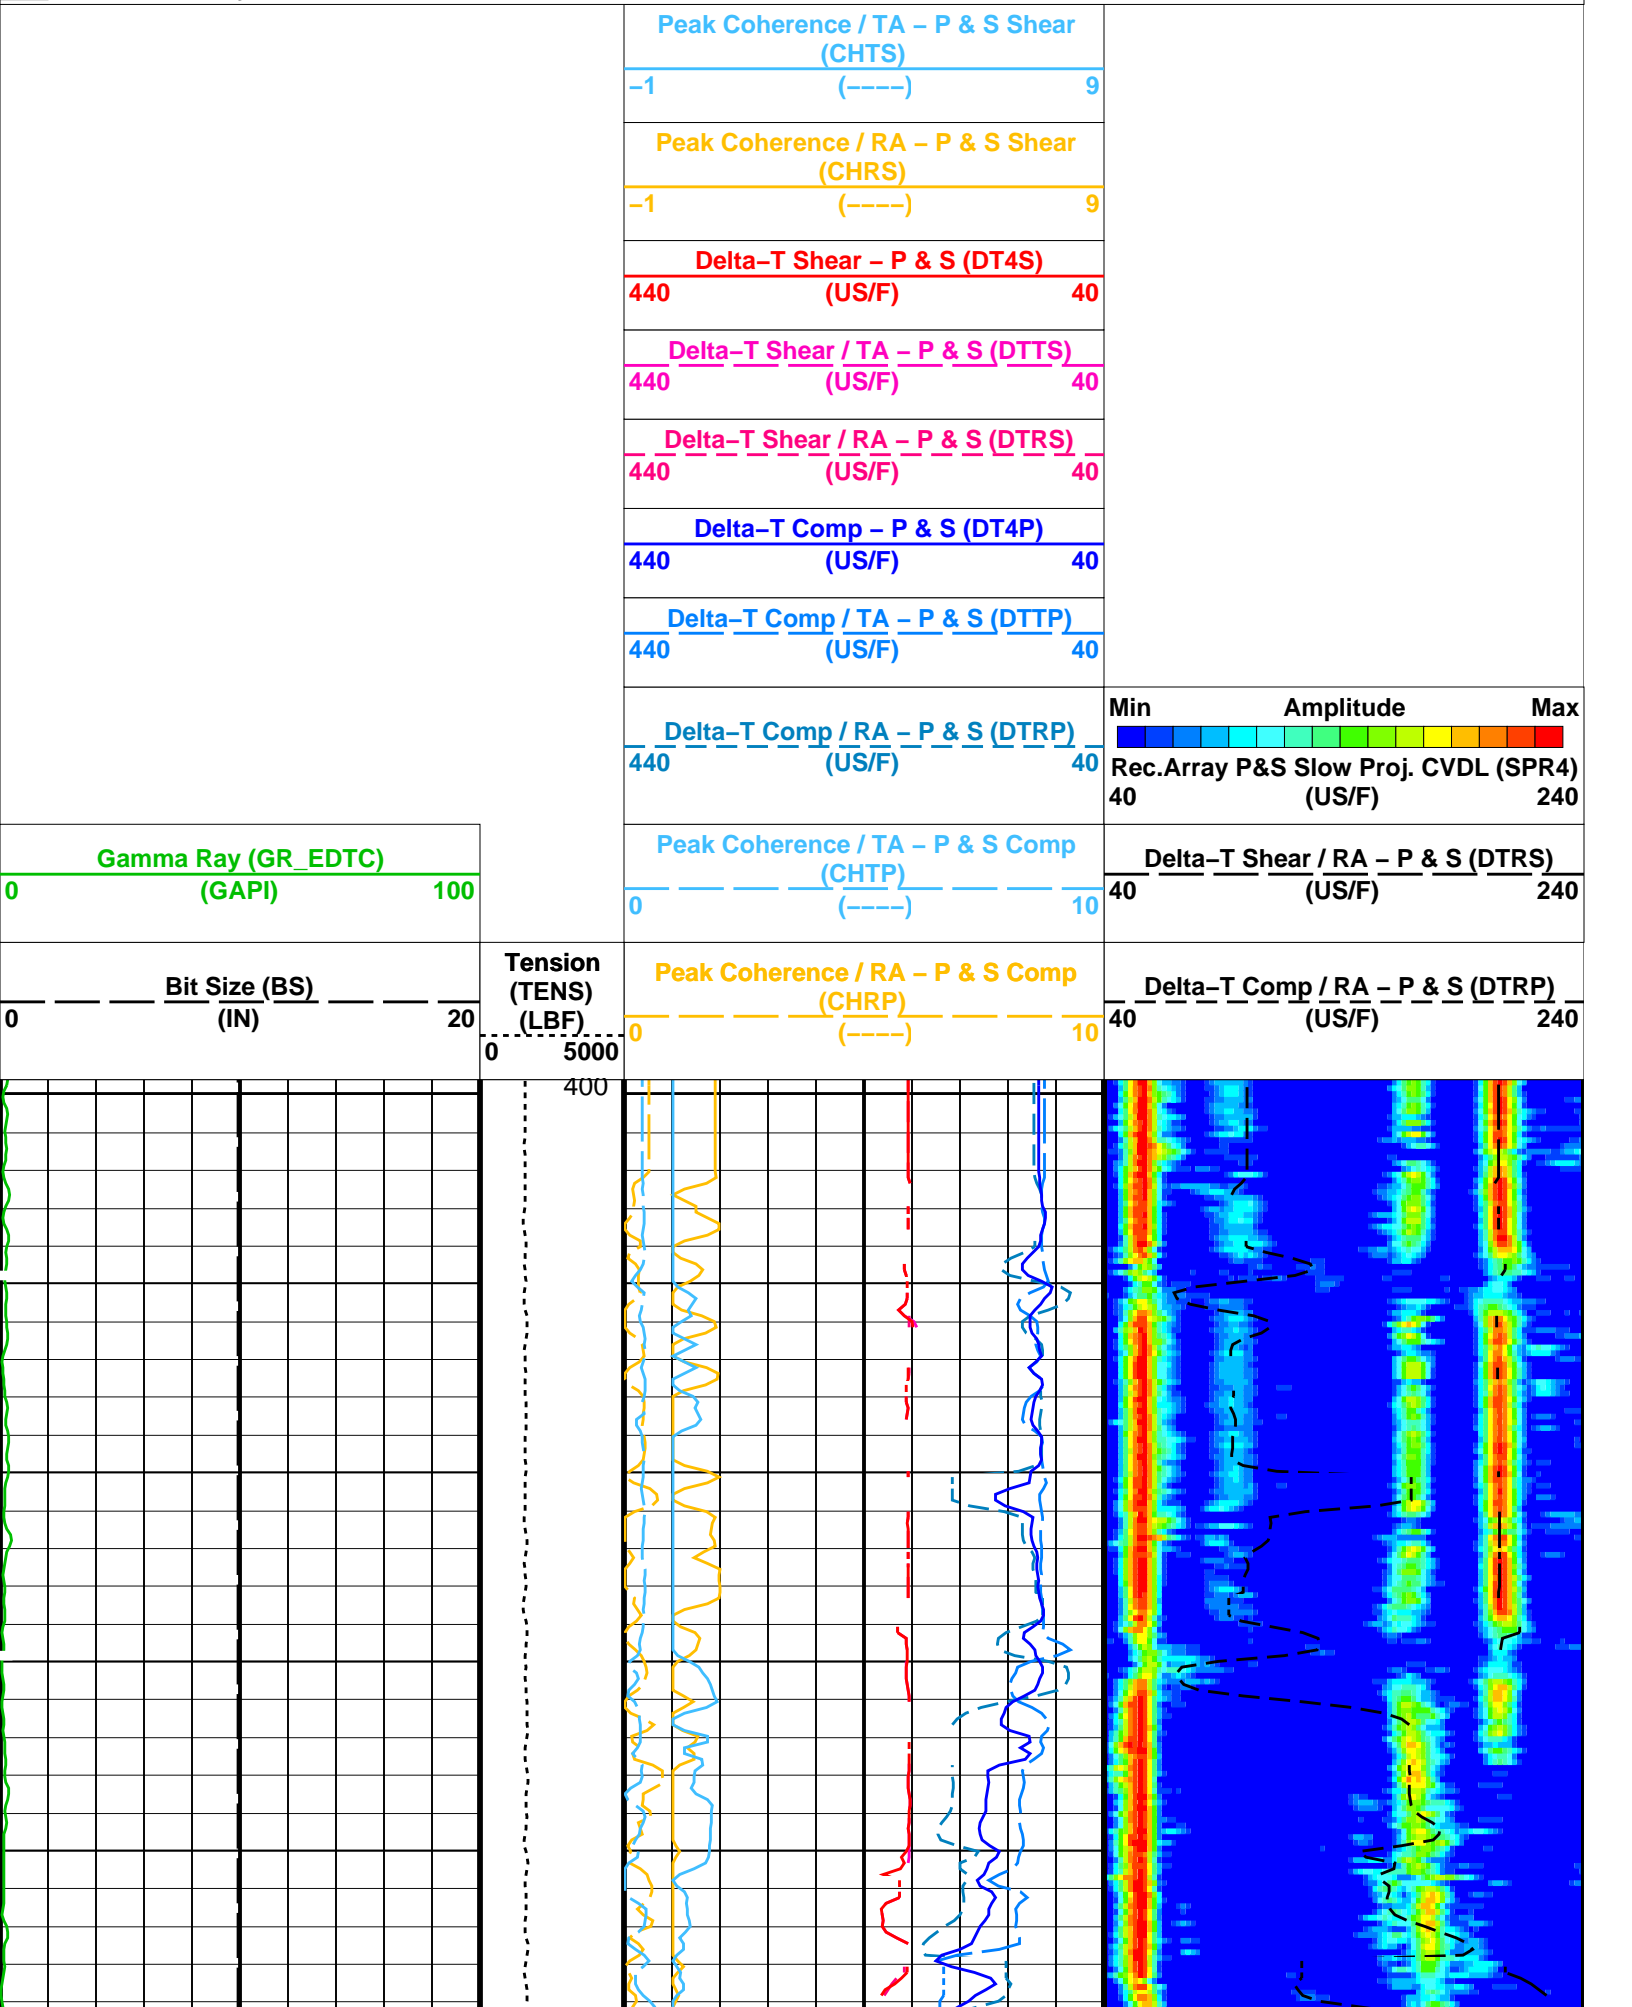 Peak Coherence / TA – P & S Shear
(CHTS)
–1 (––––) 9
Peak Coherence / RA – P & S Shear
(CHRS)
–1 (––––) 9
Delta–T Shear – P & S (DT4S)
440 (US/F) 40
Delta–T Shear / TA – P & S (DTTS)
440 (US/F) 40
Delta–T Shear / RA – P & S (DTRS)
440 (US/F) 40
Delta–T Comp – P & S (DT4P)
440 (US/F) 40
Delta–T Comp / TA – P & S (DTTP)
440 (US/F) 40
Delta–T Comp / RA – P & S (DTRP)
440 (US/F) 40
Min Amplitude Max
Rec.Array P&S Slow Proj. CVDL (SPR4)
40 (US/F) 240
Gamma Ray (GR_EDTC)
0 (GAPI) 100
Peak Coherence / TA – P & S Comp
(CHTP)
0 (––––) 10
Delta–T Shear / RA – P & S (DTRS)
40 (US/F) 240
Bit Size (BS)
0 (IN) 20
Tension
(TENS)
(LBF)
0 5000
Peak Coherence / RA – P & S Comp
(CHRP)
0 (––––) 10
Delta–T Comp / RA – P & S (DTRP)
40 (US/F) 240
400